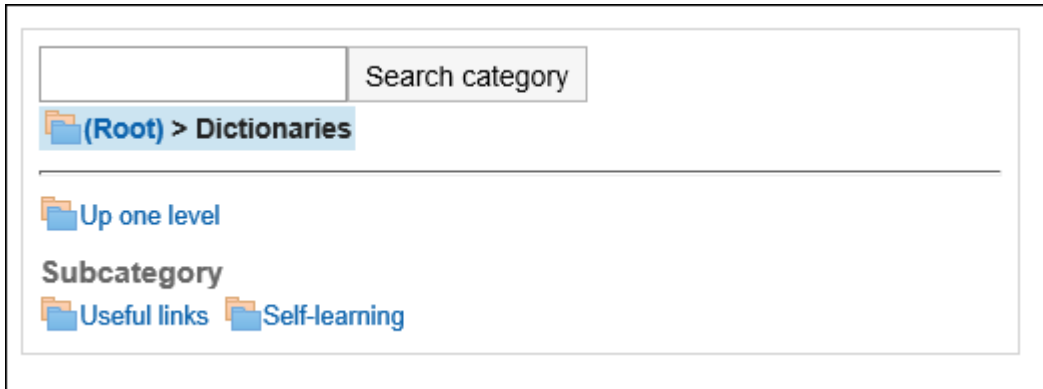 Search category
(Root) > Dictionaries
Up one level
Subcategory
Useful links Self-learning